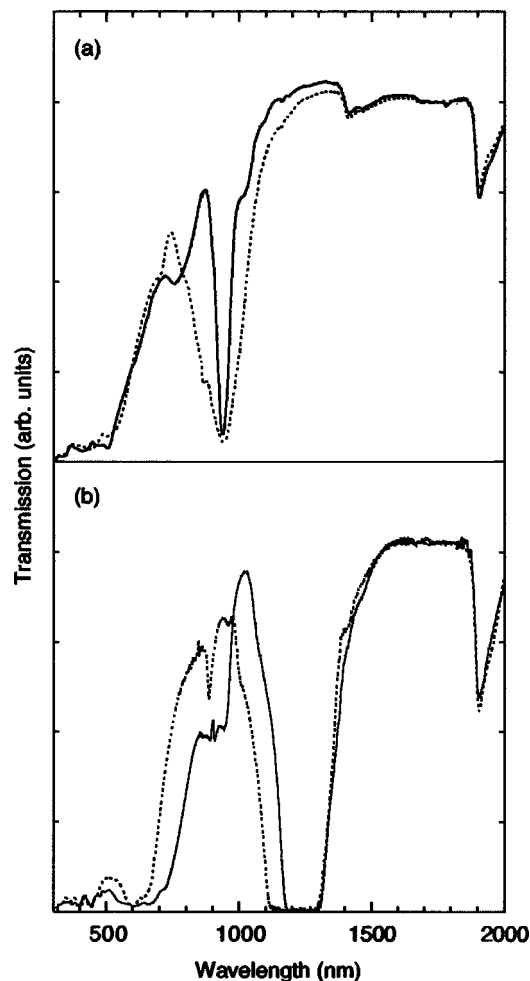 (a)
Transmission (arb. units)
(b)
500 1000 1500 2000
Wavelength (nm)